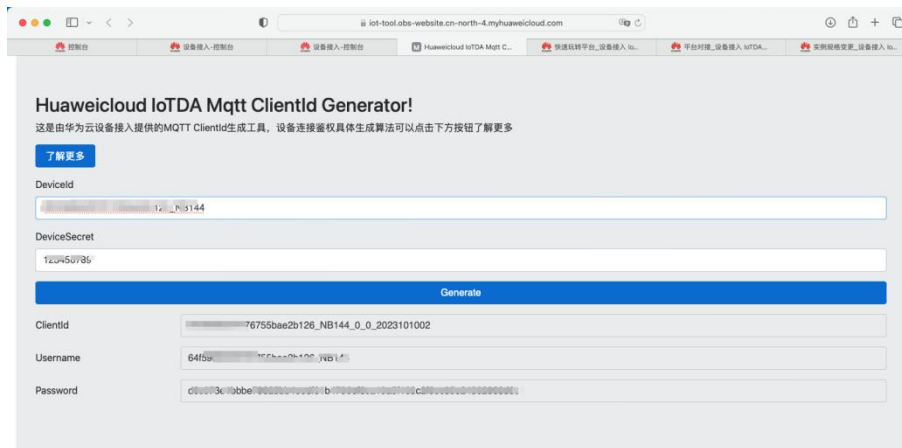 iot-tool.obs-website.cn-north-4.myhuaweicloud.com
控制台
设备接入-控制台
设备接入-控制台
Huaweicloud IoTDA Mqtt C...
快速玩转平台_设备接入 Io...
平台对接_设备接入 IoTDA...
实例规格变更_设备接入 Io...
Huaweicloud IoTDA Mqtt ClientId Generator!
这是由华为云设备接入提供的MQTT ClientId生成工具，设备连接鉴权具体生成算法可以点击下方按钮了解更多
了解更多
DeviceId
DeviceSecret
Generate
ClientId
76755bae2b126_NB144_0_0_2023101002
Username
Password